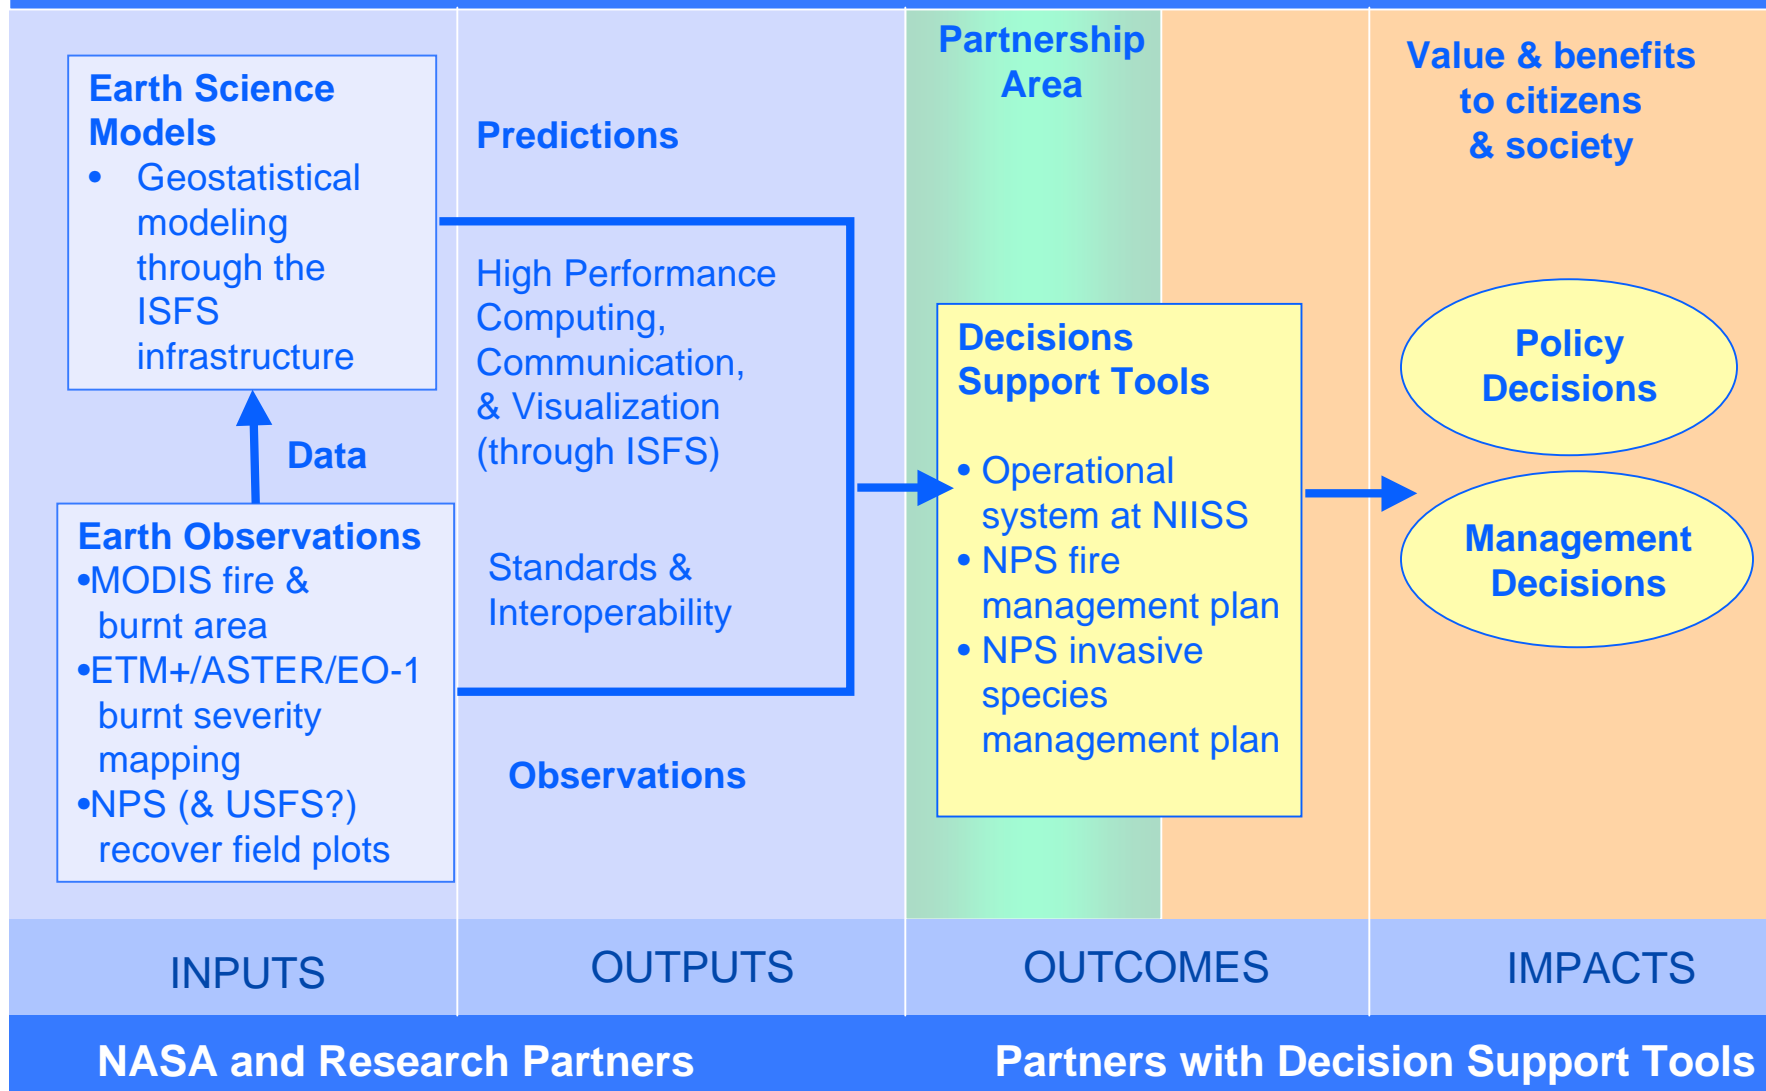 Earth Science
Models
• Geostatistical
modeling
through the
ISFS
infrastructure
Data
Earth Observations
•MODIS fire &
burnt area
•ETM+/ASTER/EO-1
burnt severity
mapping
•NPS (& USFS?)
recover field plots
Predictions
High Performance
Computing,
Communication,
& Visualization
(through ISFS)
Standards &
Interoperability
Observations
Partnership
Area
Decisions
Support Tools
• Operational
system at NIISS
• NPS fire
management plan
• NPS invasive
species
management plan
Value & benefits
to citizens
& society
Policy
Decisions
Management
Decisions
INPUTS
OUTPUTS
OUTCOMES
IMPACTS
NASA and Research Partners
Partners with Decision Support Tools